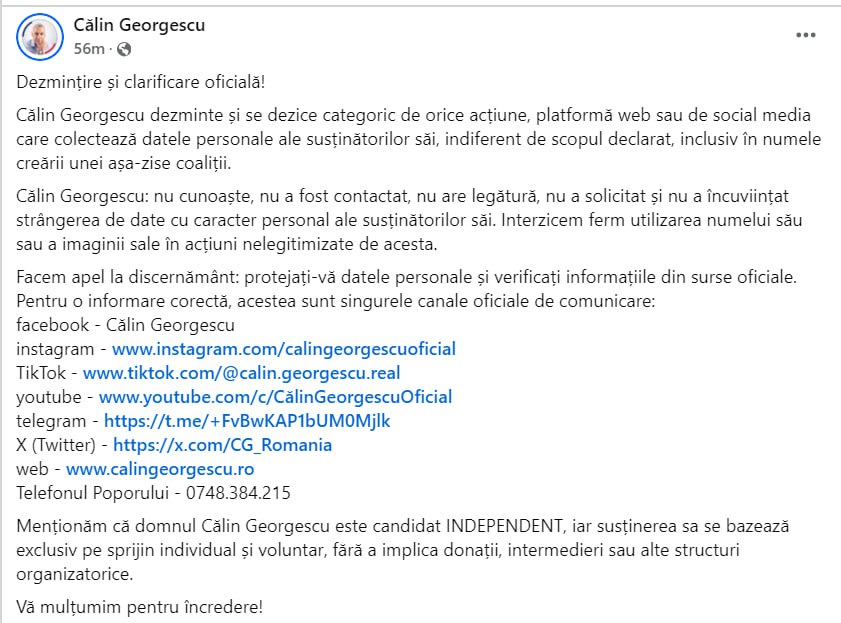 Călin Georgescu
56m ·
Dezmințire și clarificare oficială!
Călin Georgescu dezminte și se dezice categoric de orice acțiune, platformă web sau de social media
care colectează datele personale ale susținătorilor săi, indiferent de scopul declarat, inclusiv în numele
creării unei așa-zise coaliții.
Călin Georgescu: nu cunoaște, nu a fost contactat, nu are legătură, nu a solicitat și nu a încuviințat
strângerea de date cu caracter personal ale susținătorilor săi. Interzicem ferm utilizarea numelui său
sau a imaginii sale în acțiuni nelegitimizate de acesta.
Facem apel la discernământ: protejați-vă datele personale și verificați informațiile din surse oficiale.
Pentru o informare corectă, acestea sunt singurele canale oficiale de comunicare:
facebook - Călin Georgescu
instagram - www.instagram.com/calingeorgescuoficial
TikTok - www.tiktok.com/@calin.georgescu.real
youtube - www.youtube.com/c/CălinGeorgescuOficial
telegram - https://t.me/+FvBwKAP1bUM0Mjlk
X (Twitter) - https://x.com/CG_Romania
web - www.calingeorgescu.ro
Telefonul Poporului - 0748.384.215
Menționăm că domnul Călin Georgescu este candidat INDEPENDENT, iar susținerea sa se bazează
exclusiv pe sprijin individual și voluntar, fără a implica donații, intermedieri sau alte structuri
organizatorice.
Vă mulțumim pentru încredere!